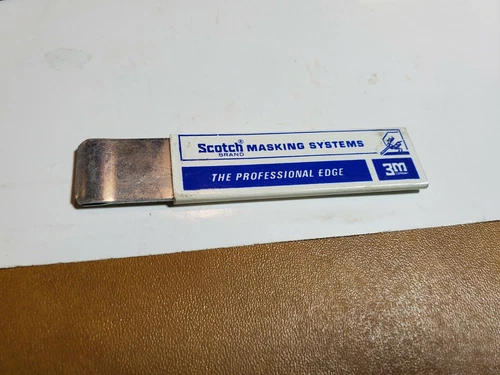 Scotch® MASKING SYSTEMS
BRAND
THE PROFESSIONAL EDGE
3M